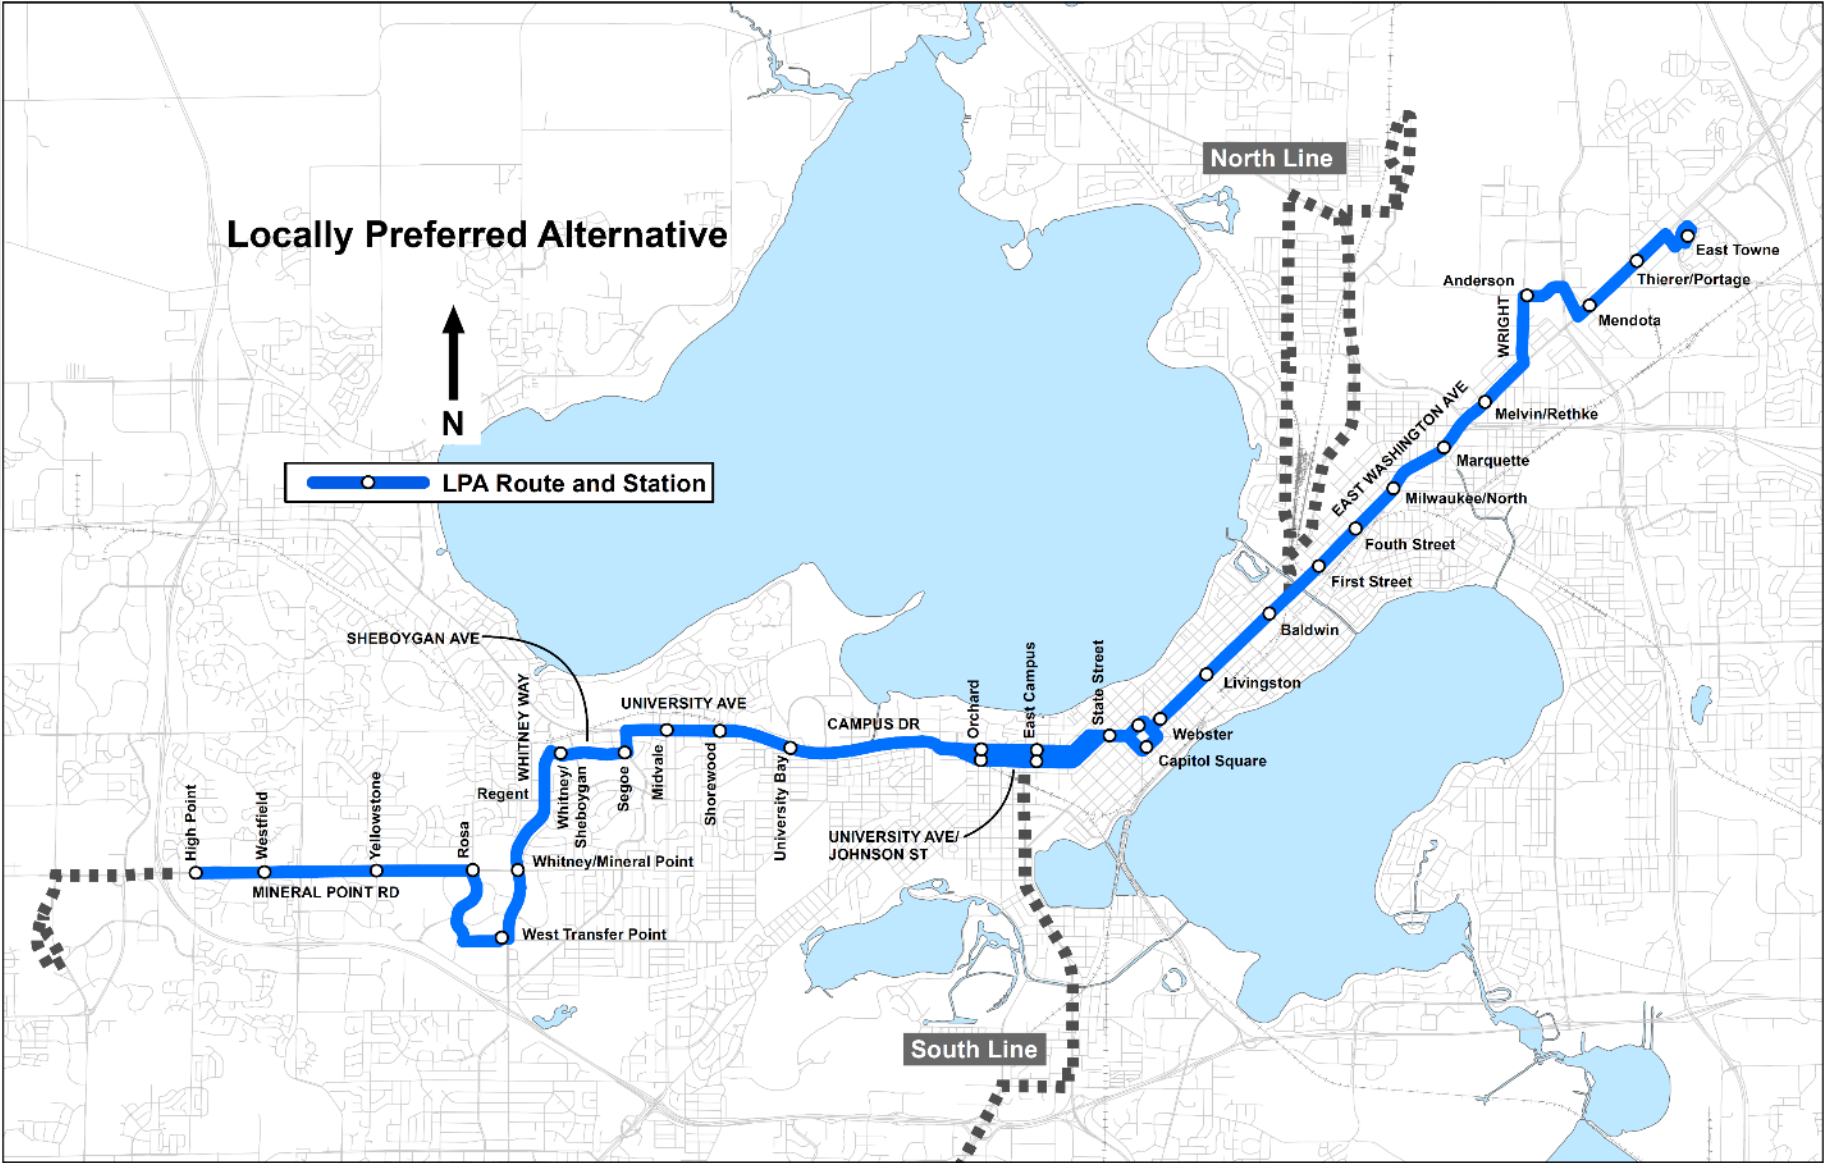 North Line
Locally Preferred Alternative
N
LPA Route and Station
East Towne
Thierer/Portage
Anderson
Mendota
WRIGHT
Melvin/Rethke
EAST WASHINGTON AVE
Marquette
Milwaukee/North
Fouth Street
First Street
Baldwin
Livingston
SHEBOYGAN AVE
WHITNEY WAY
UNIVERSITY AVE
CAMPUS DR
Orchard
East Campus
State Street
Webster
Capitol Square
Regent
Whitney/
Sheboygan
Segoe
Midvale
Shorewood
University Bay
UNIVERSITY AVE/
JOHNSON ST
High Point
Westfield
Yellowstone
Rosa
Whitney/Mineral Point
MINERAL POINT RD
West Transfer Point
South Line